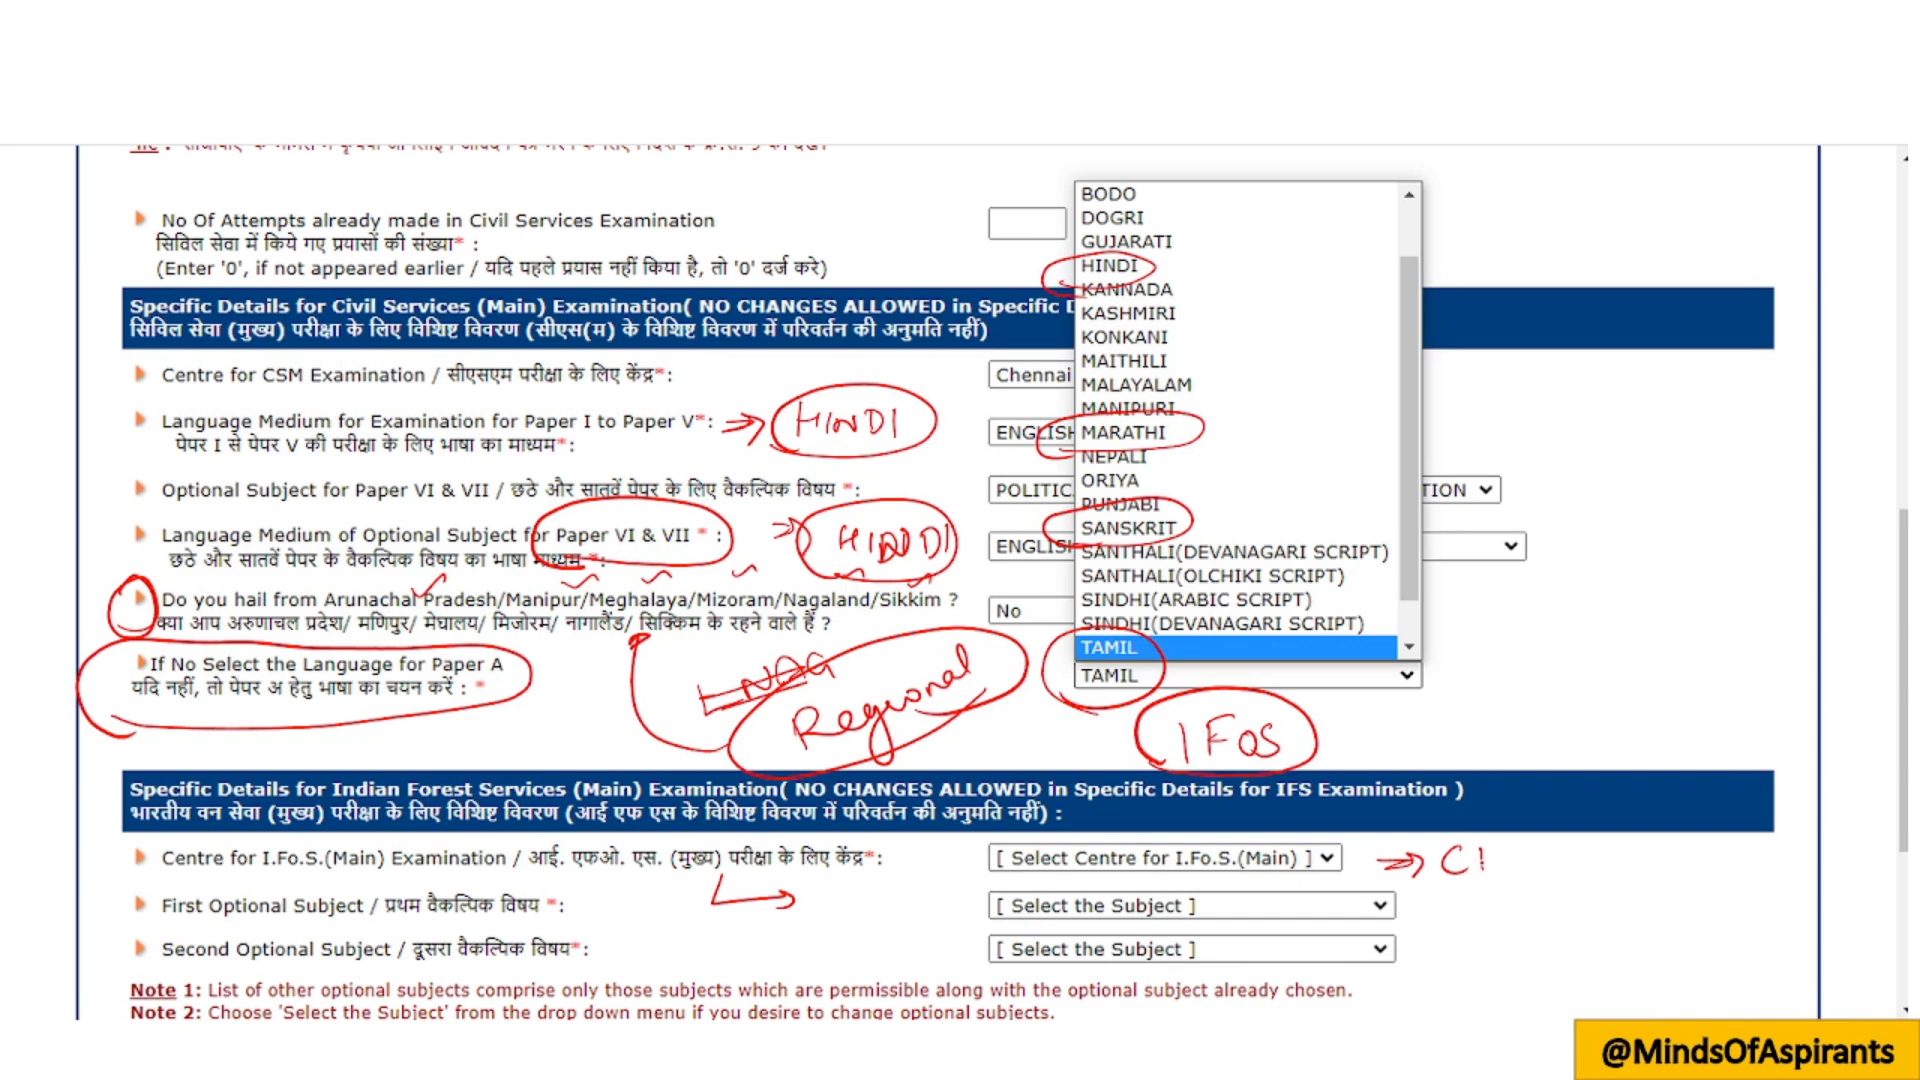 No Of Attempts already made in Civil Services Examination
सिविल सेवा में किये गए प्रयासों की संख्या* :
(Enter '0', if not appeared earlier / यदि पहले प्रयास नहीं किया है, तो '0' दर्ज करे)
Specific Details for Civil Services (Main) Examination( NO CHANGES ALLOWED in Specific
सिविल सेवा (मुख्य) परीक्षा के लिए विशिष्ट विवरण (सीएस(म) के विशिष्ट विवरण में परिवर्तन की अनुमति नहीं)
Centre for CSM Examination / सीएसएम परीक्षा के लिए केंद्र*:
Chennai
Language Medium for Examination for Paper I to Paper V*:
पेपर I से पेपर V की परीक्षा के लिए भाषा का माध्यम*:
HINDI
ENGLISH
Optional Subject for Paper VI & VII / छठे और सातवें पेपर के लिए वैकल्पिक विषय *:
POLITIC
TION
Language Medium of Optional Subject for Paper VI & VII * :
छठे और सातवें पेपर के वैकल्पिक विषय का भाषा माध्यम *:
HINDI
ENGLISH
Do you hail from Arunachal Pradesh/Manipur/Meghalaya/Mizoram/Nagaland/Sikkim ?
क्या आप अरुणाचल प्रदेश/ मणिपुर/ मेघालय/ मिजोरम/ नागालैंड/ सिक्किम के रहने वाले हैं ?
No
If No Select the Language for Paper A
यदि नहीं, तो पेपर अ हेतु भाषा का चयन करें : *
BODO
DOGRI
GUJARATI
HINDI
KANNADA
KASHMIRI
KONKANI
MAITHILI
MALAYALAM
MANIPURI
MARATHI
NEPALI
ORIYA
PUNJABI
SANSKRIT
SANTHALI(DEVANAGARI SCRIPT)
SANTHALI(OLCHIKI SCRIPT)
SINDHI(ARABIC SCRIPT)
SINDHI(DEVANAGARI SCRIPT)
TAMIL
TAMIL
Regional
IFOS
Specific Details for Indian Forest Services (Main) Examination( NO CHANGES ALLOWED in Specific Details for IFS Examination )
भारतीय वन सेवा (मुख्य) परीक्षा के लिए विशिष्ट विवरण (आई एफ एस के विशिष्ट विवरण में परिवर्तन की अनुमति नहीं) :
Centre for I.Fo.S.(Main) Examination / आई. एफओ. एस. (मुख्य) परीक्षा के लिए केंद्र*:
[ Select Centre for I.Fo.S.(Main) ]
First Optional Subject / प्रथम वैकल्पिक विषय *:
[ Select the Subject ]
Second Optional Subject / दूसरा वैकल्पिक विषय*:
[ Select the Subject ]
Note 1: List of other optional subjects comprise only those subjects which are permissible along with the optional subject already chosen.
Note 2: Choose 'Select the Subject' from the drop down menu if you desire to change optional subjects.
@MindsOfAspirants